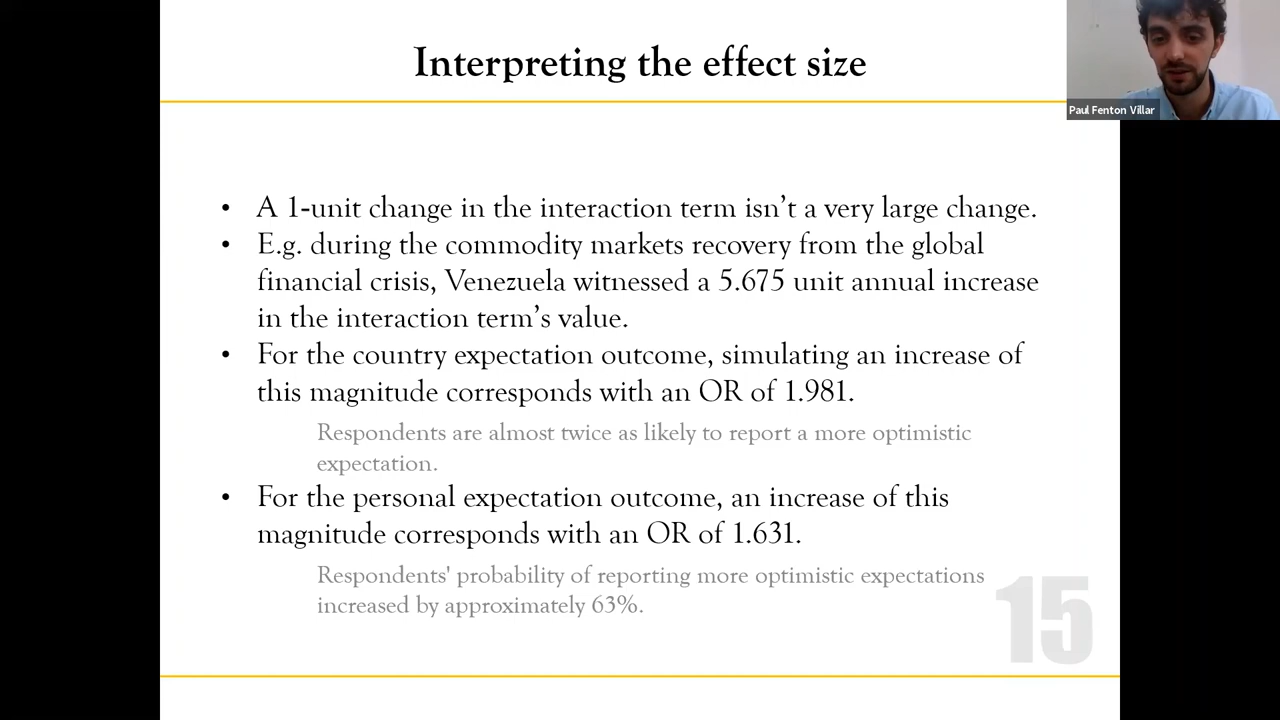 Interpreting the effect size
Paul Fenton Villar
• A 1-unit change in the interaction term isn't a very large change.
• E.g. during the commodity markets recovery from the global
financial crisis, Venezuela witnessed a 5.675 unit annual increase
in the interaction term's value.
• For the country expectation outcome, simulating an increase of
this magnitude corresponds with an OR of 1.981.
Respondents are almost twice as likely to report a more optimistic
expectation.
• For the personal expectation outcome, an increase of this
magnitude corresponds with an OR of 1.631.
Respondents' probability of reporting more optimistic expectations
increased by approximately 63%.
15